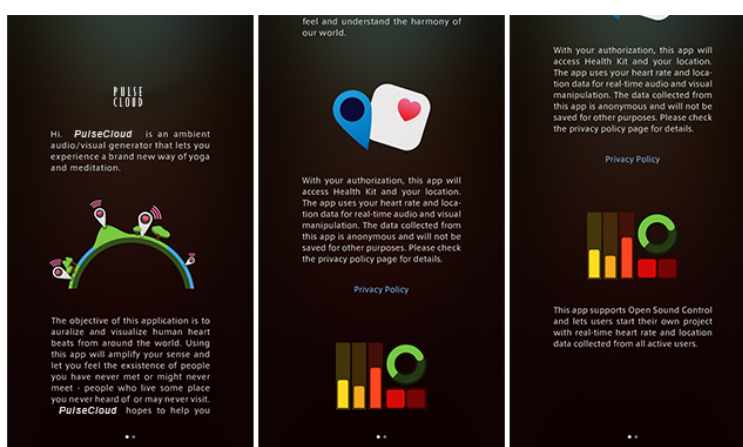 PULSE
CLOUD
Hi. PulseCloud is an ambient
audio/visual generator that lets you
experience a brand new way of yoga
and meditation.
The objective of this application is to
auralize and visualize human heart
beats from around the world. Using
this app will amplify your sense and
let you feel the exsistence of people
you have never met or might never
meet - people who live some place
you never heard of or may never visit.
PulseCloud hopes to help you
feel and understand the harmony of
our world.
With your authorization, this app will
access Health Kit and your location.
The app uses your heart rate and loca-
tion data for real-time audio and visual
manipulation. The data collected from
this app is anonymous and will not be
saved for other purposes. Please check
the privacy policy page for details.
Privacy Policy
With your authorization, this app will
access Health Kit and your location.
The app uses your heart rate and loca-
tion data for real-time audio and visual
manipulation. The data collected from
this app is anonymous and will not be
saved for other purposes. Please check
the privacy policy page for details.
Privacy Policy
This app supports Open Sound Control
and lets users start their own project
with real-time heart rate and location
data collected from all active users.